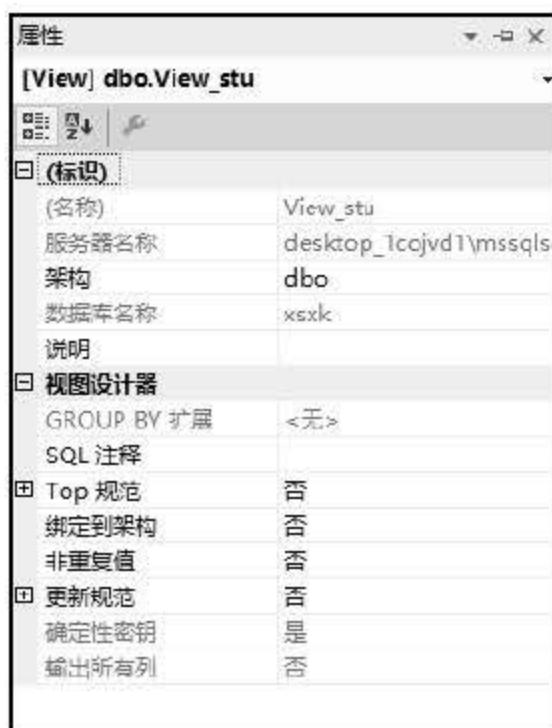 属性
[View] dbo.View_stu
(标识)
(名称) View_stu
服务器名称 desktop_1cojvd1\mssqls
架构 dbo
数据库名称 xsxk
说明
视图设计器
GROUP BY 扩展 <无>
SQL 注释
Top 规范 否
绑定到架构 否
非重复值 否
更新规范 否
确定性密钥 是
输出所有列 否